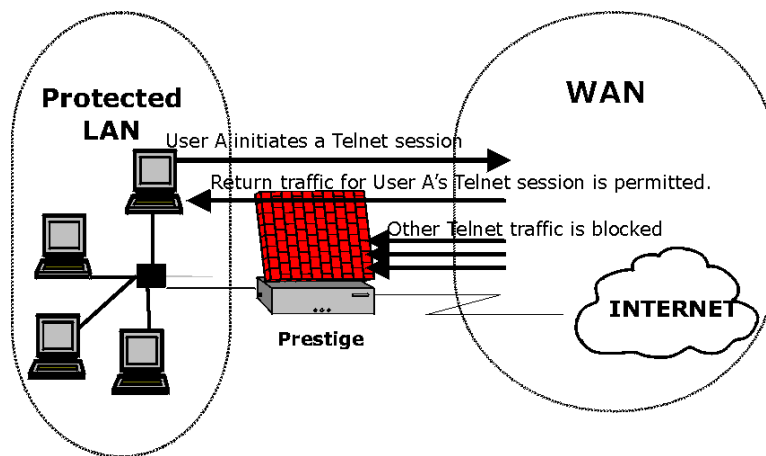 Protected
LAN
WAN
User A initiates a Telnet session
Return traffic for User A's Telnet session is permitted.
Other Telnet traffic is blocked
INTERNET
Prestige